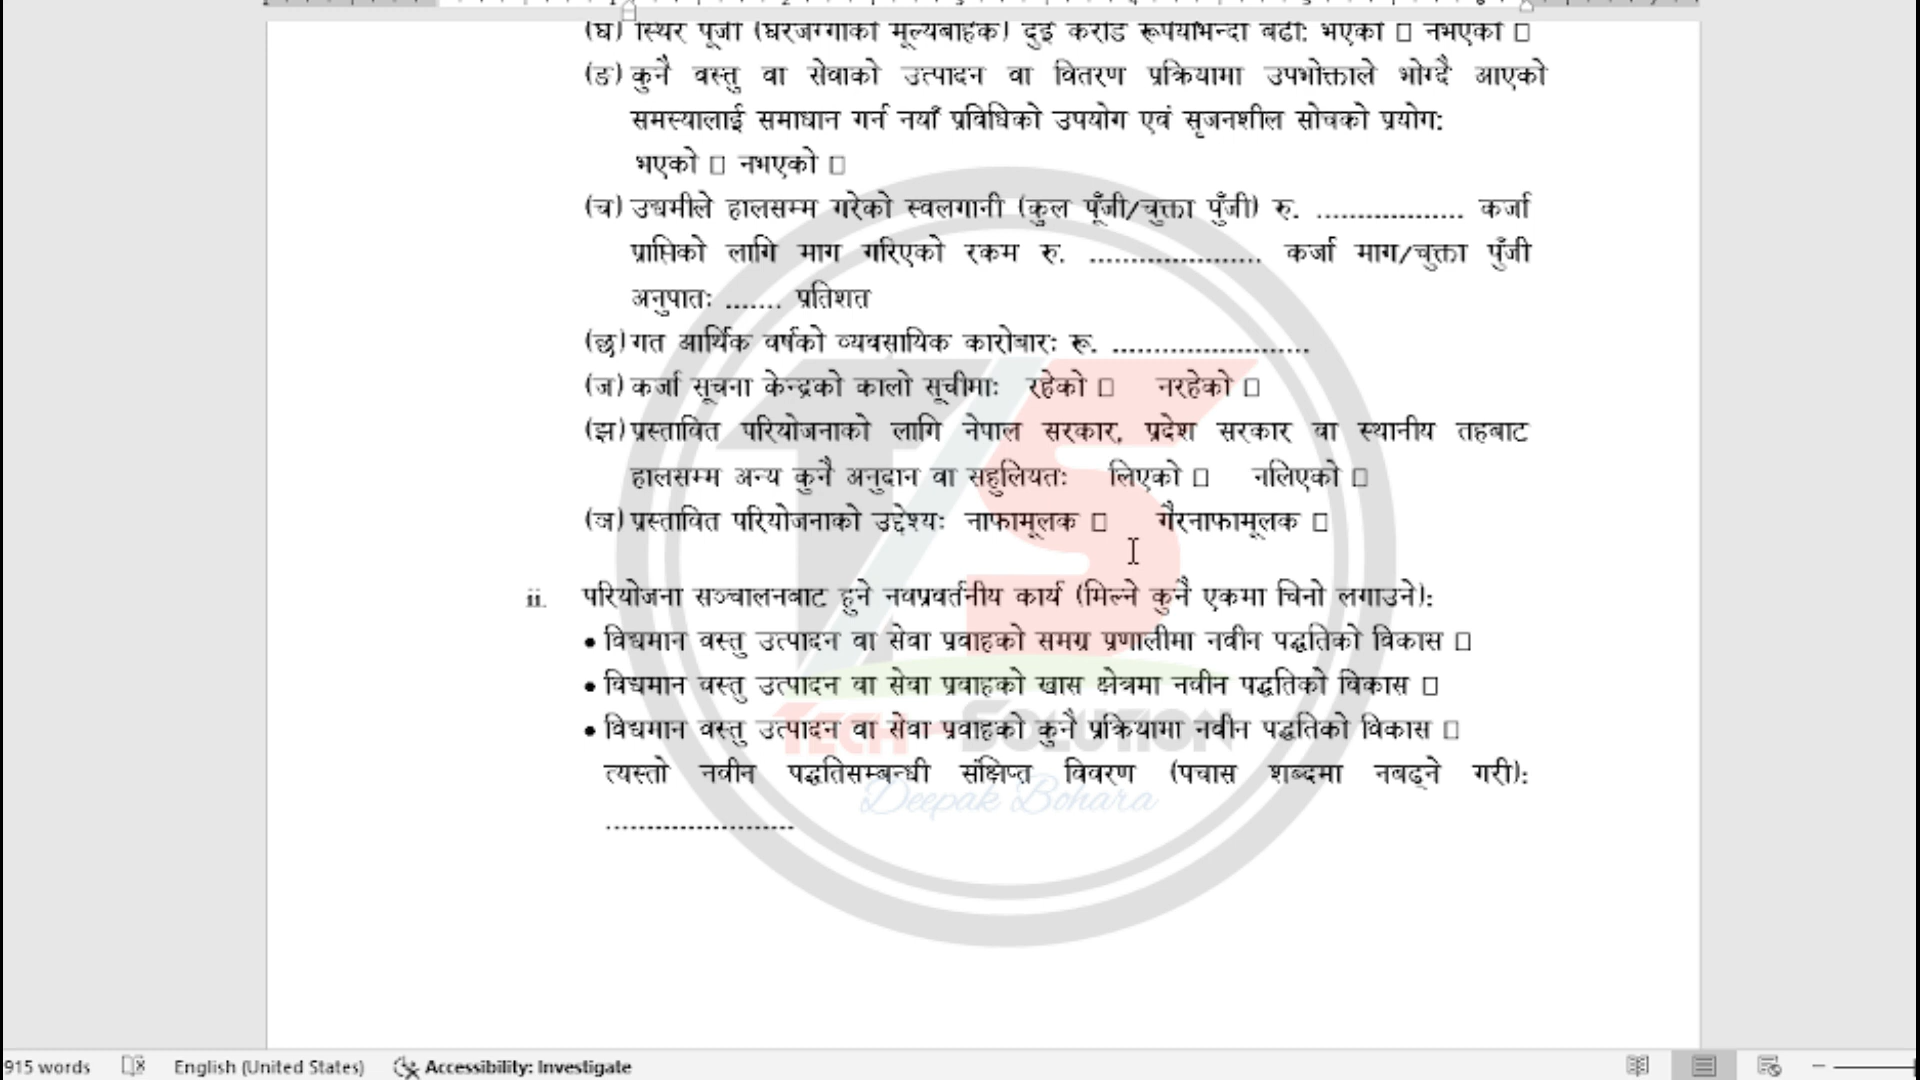 (घ) स्थिर पूँजी (घरजग्गाको मूल्यबाहेक) दुई करोड रूपैयाँभन्दा बढी: भएको □ नभएको □
(ङ) कुनै वस्तु वा सेवाको उत्पादन वा वितरण प्रक्रियामा उपभोक्ताले भोग्दै आएको
समस्यालाई समाधान गर्न नयाँ प्रविधिको उपयोग एवं सृजनशील सोचको प्रयोग:
भएको □ नभएको □
(च) उद्यमीले हालसम्म गरेको स्वलगानी (कुल पूँजी/चुक्ता पुँजी) रु. .................. कर्जा
प्राप्तिको लागि माग गरिएको रकम रु. ..................... कर्जा माग/चुक्ता पुँजी
अनुपातः ....... प्रतिशत
(छ) गत आर्थिक वर्षको व्यवसायिक कारोबारः रू. ........................
(ज) कर्जा सूचना केन्द्रको कालो सूचीमाः रहेको □ नरहेको □
(झ) प्रस्तावित परियोजनाको लागि नेपाल सरकार, प्रदेश सरकार वा स्थानीय तहबाट
हालसम्म अन्य कुनै अनुदान वा सहुलियतः लिएको □ नलिएको □
(ञ) प्रस्तावित परियोजनाको उद्देश्यः नाफामूलक □ गैरनाफामूलक □
ii. परियोजना सञ्चालनबाट हुने नवप्रवर्तनीय कार्य (मिल्ने कुनै एकमा चिनो लगाउने):
• विद्यमान वस्तु उत्पादन वा सेवा प्रवाहको समग्र प्रणालीमा नवीन पद्धतिको विकास □
• विद्यमान वस्तु उत्पादन वा सेवा प्रवाहको खास क्षेत्रमा नवीन पद्धतिको विकास □
• विद्यमान वस्तु उत्पादन वा सेवा प्रवाहको कुनै प्रक्रियामा नवीन पद्धतिको विकास □
त्यस्तो नवीन पद्धतिसम्बन्धी संक्षिप्त विवरण (पचास शब्दमा नबढ्ने गरी):
.......................
TECH SOLUTION
Deepak Bohara
915 words English (United States) Accessibility: Investigate